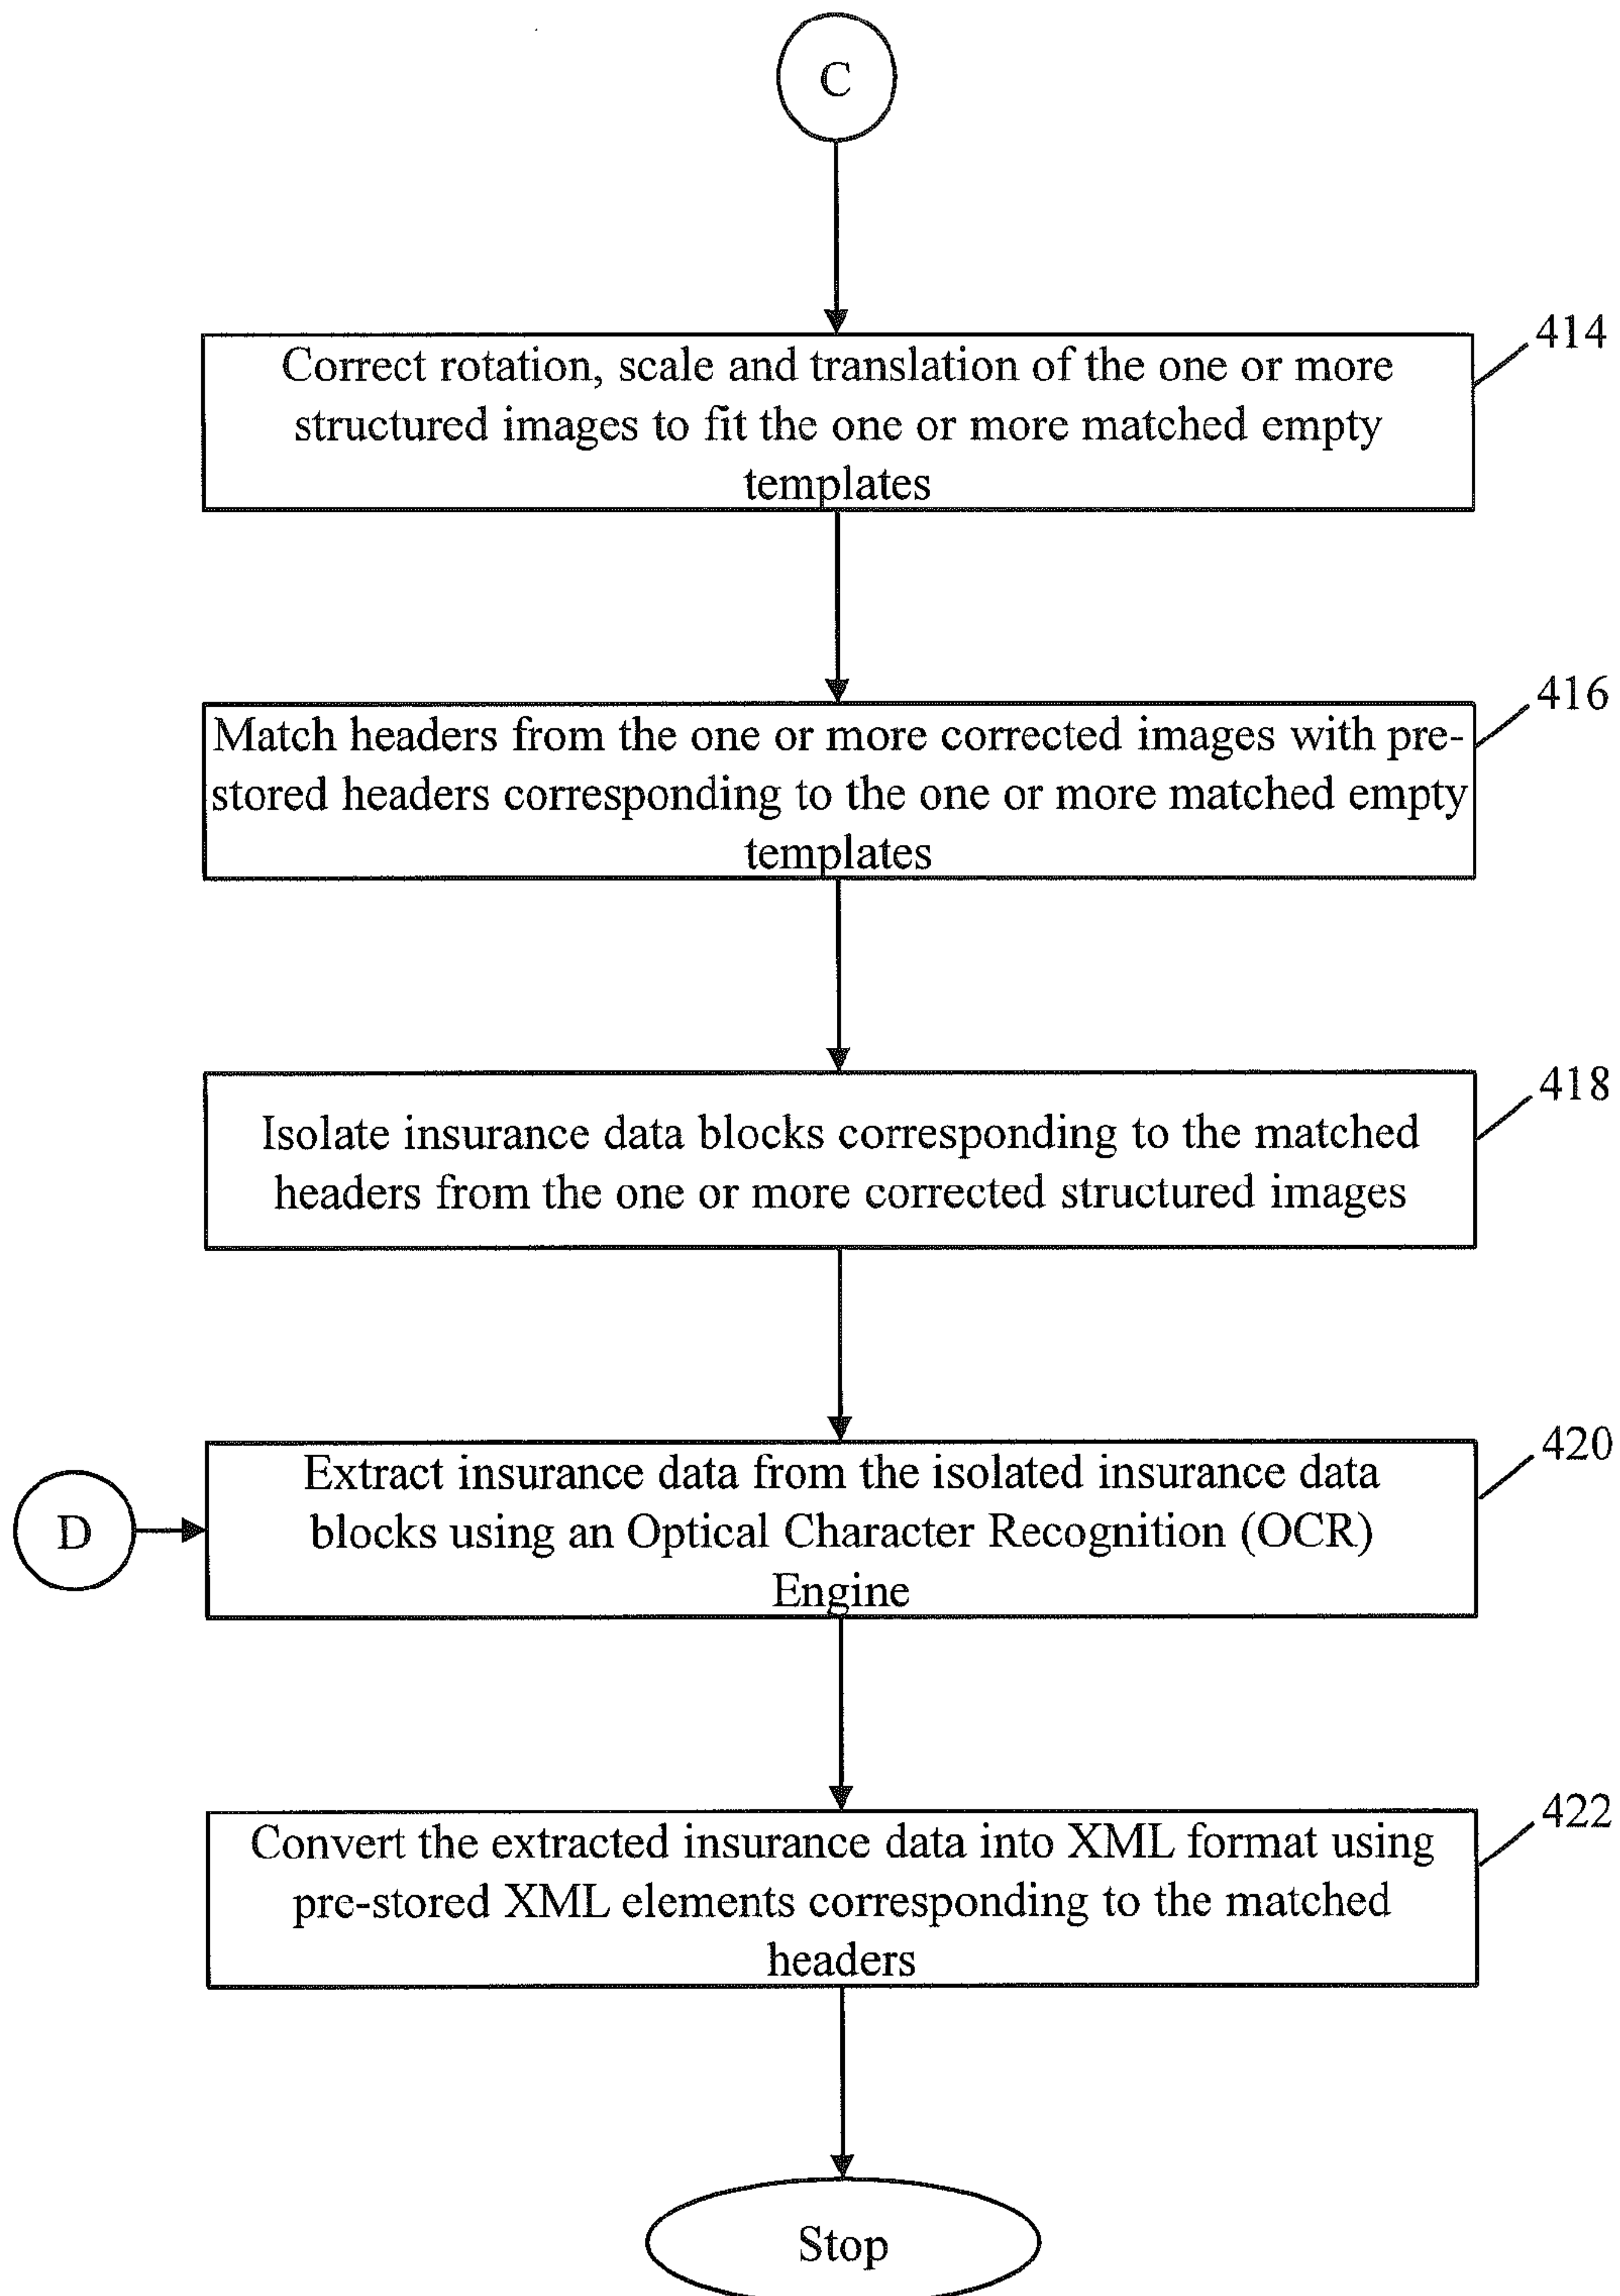 C
414
Correct rotation, scale and translation of the one or more
structured images to fit the one or more matched empty
templates
416
Match headers from the one or more corrected images with pre-
stored headers corresponding to the one or more matched empty
templates
418
Isolate insurance data blocks corresponding to the matched
headers from the one or more corrected structured images
420
Extract insurance data from the isolated insurance data
blocks using an Optical Character Recognition (OCR)
Engine
D
422
Convert the extracted insurance data into XML format using
pre-stored XML elements corresponding to the matched
headers
Stop